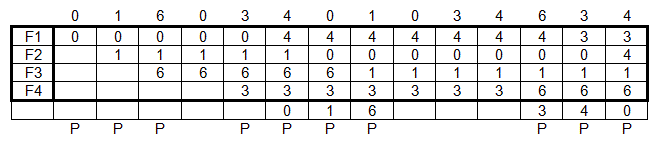 0 1 6 0 3 4 0 1 0 3 4 6 3 4
F1 0 0 0 0 0 4 4 4 4 4 4 4 3 3
F2 1 1 1 1 1 0 0 0 0 0 0 0 4
F3 6 6 6 6 6 1 1 1 1 1 1 1
F4 3 3 3 3 3 3 3 6 6 6
0 1 6 3 4 0
P P P P P P P P P P